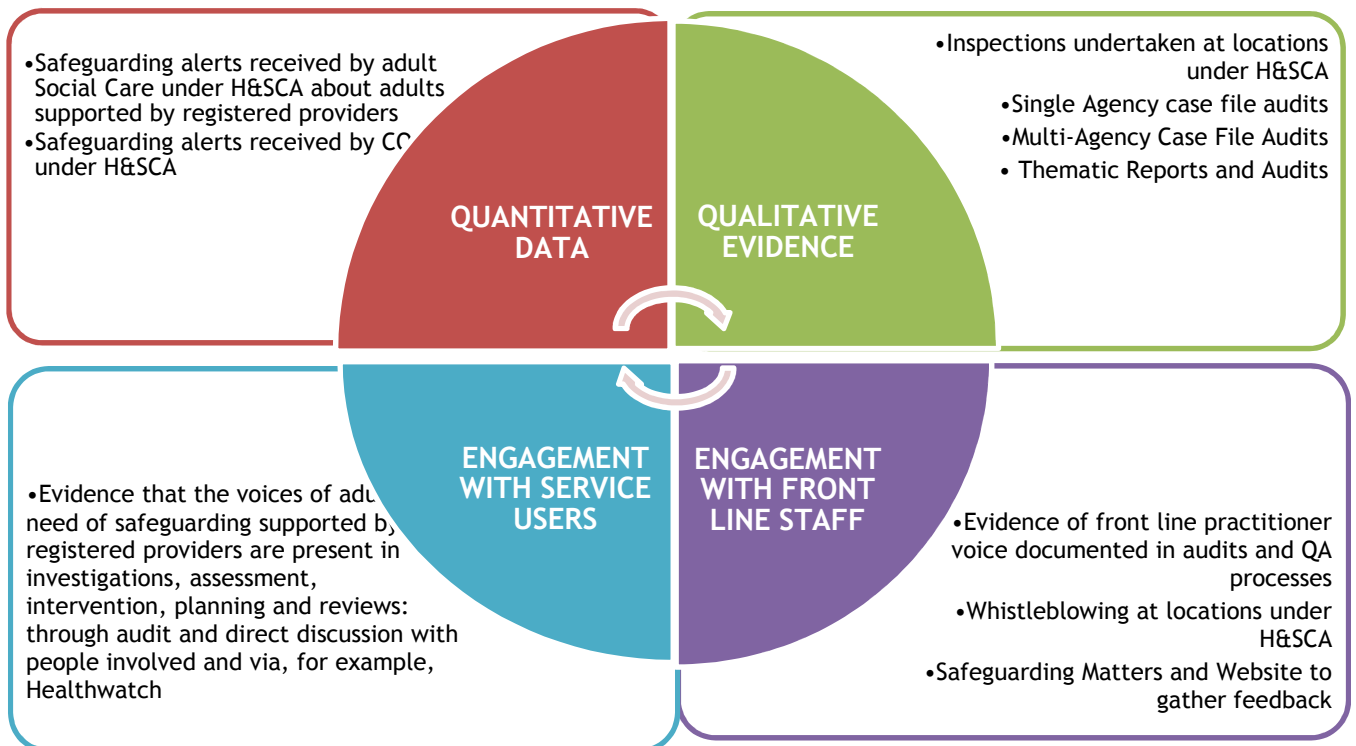 •Safeguarding alerts received by adult
Social Care under H&SCA about adults
supported by registered providers
•Safeguarding alerts received by
under H&SCA
QUANTITATIVE
DATA
•Inspections undertaken at locations
under H&SCA
•Single Agency case file audits
•Multi-Agency Case File Audits
• Thematic Reports and Audits
QUALITATIVE
EVIDENCE
•Evidence that the voices of
need of safeguarding supported by
registered providers are present in
investigations, assessment,
intervention, planning and reviews:
through audit and direct discussion with
people involved and via, for example,
Healthwatch
ENGAGEMENT
WITH SERVICE
USERS
ENGAGEMENT
WITH FRONT
LINE STAFF
•Evidence of front line practitioner
voice documented in audits and QA
processes
•Whistleblowing at locations under
H&SCA
•Safeguarding Matters and Website to
gather feedback